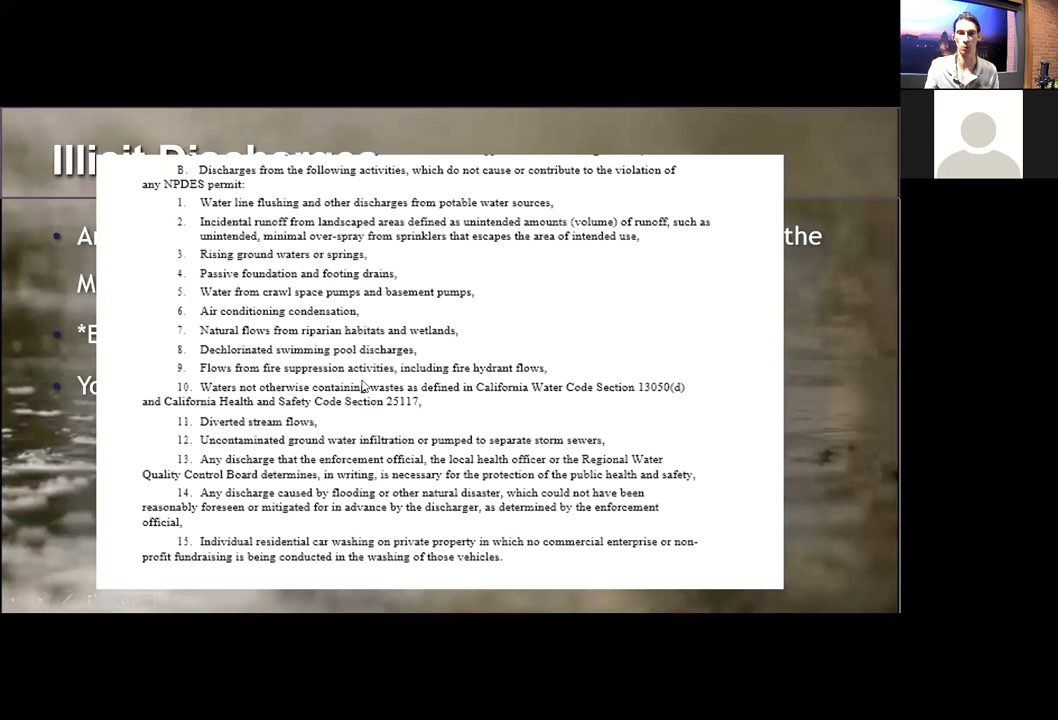 Illicit Discharges
B. Discharges from the following activities, which do not cause or contribute to the violation of
any NPDES permit:
1. Water line flushing and other discharges from potable water sources,
2. Incidental runoff from landscaped areas defined as unintended amounts (volume) of runoff, such as
unintended, minimal over-spray from sprinklers that escapes the area of intended use,
the
3. Rising ground waters or springs,
4. Passive foundation and footing drains,
5. Water from crawl space pumps and basement pumps,
6. Air conditioning condensation,
7. Natural flows from riparian habitats and wetlands,
8. Dechlorinated swimming pool discharges,
9. Flows from fire suppression activities, including fire hydrant flows,
10. Waters not otherwise containing wastes as defined in California Water Code Section 13050(d)
and California Health and Safety Code Section 25117,
11. Diverted stream flows,
12. Uncontaminated ground water infiltration or pumped to separate storm sewers,
13. Any discharge that the enforcement official, the local health officer or the Regional Water
Quality Control Board determines, in writing, is necessary for the protection of the public health and safety,
14. Any discharge caused by flooding or other natural disaster, which could not have been
reasonably foreseen or mitigated for in advance by the discharger, as determined by the enforcement
official,
15. Individual residential car washing on private property in which no commercial enterprise or non-
profit fundraising is being conducted in the washing of those vehicles.